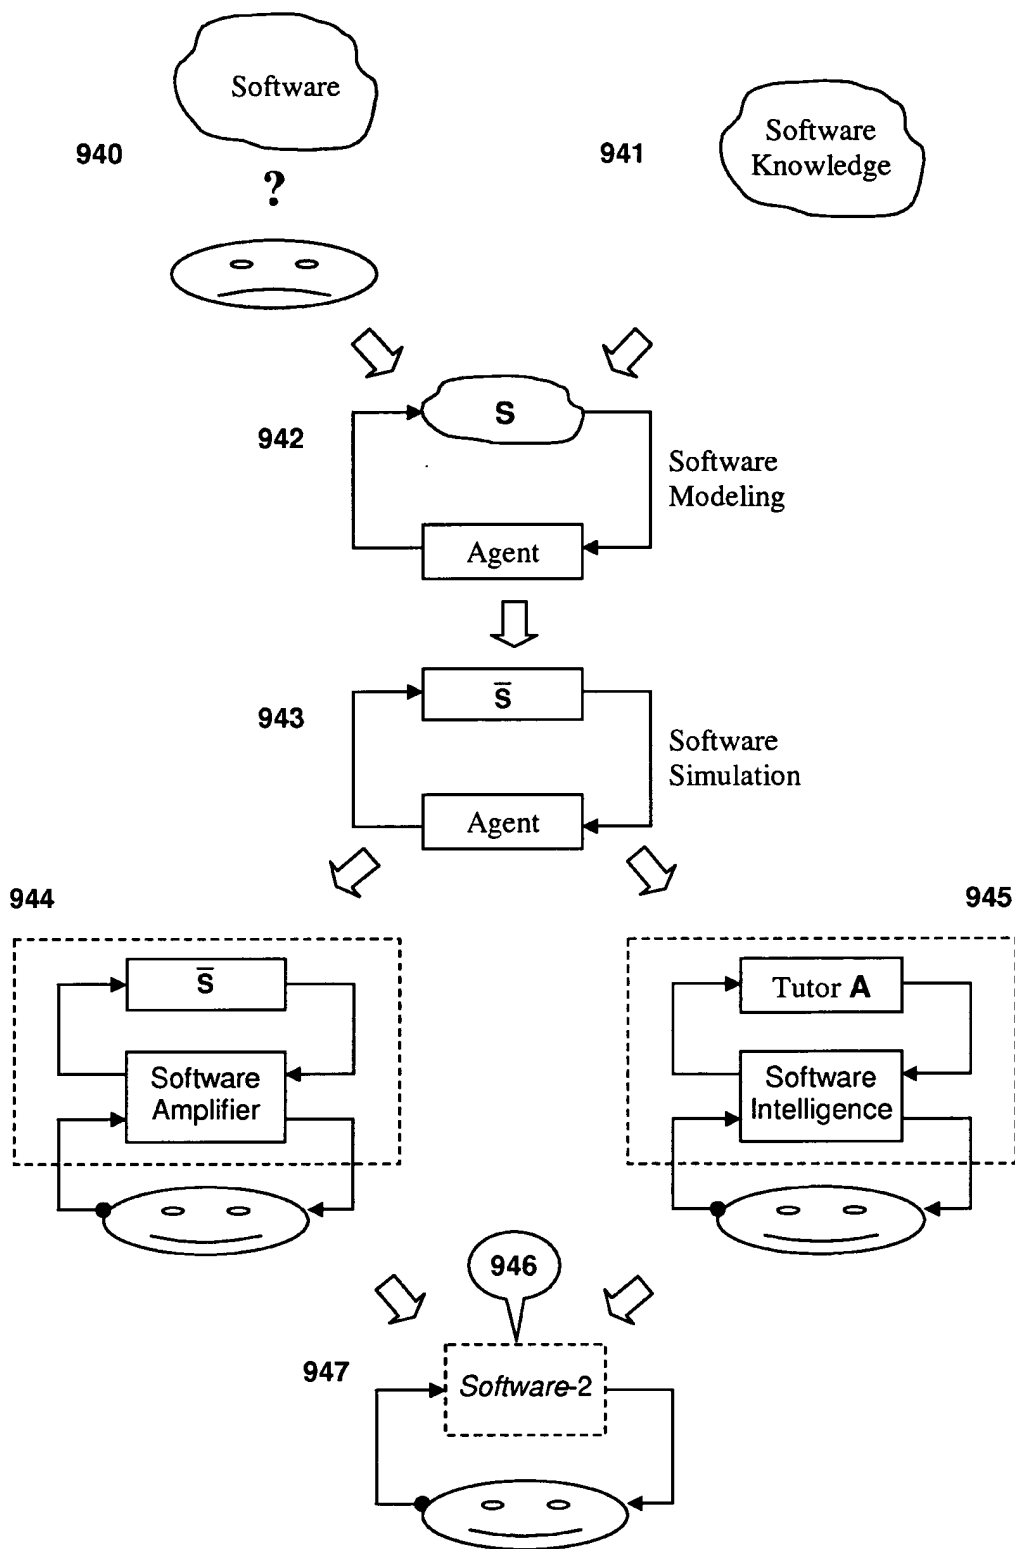 Software
940
?
941
Software
Knowledge
S
942
Software
Modeling
Agent
S̄
943
Software
Simulation
Agent
944
945
S̄
Software
Amplifier
Tutor A
Software
Intelligence
946
947
Software-2